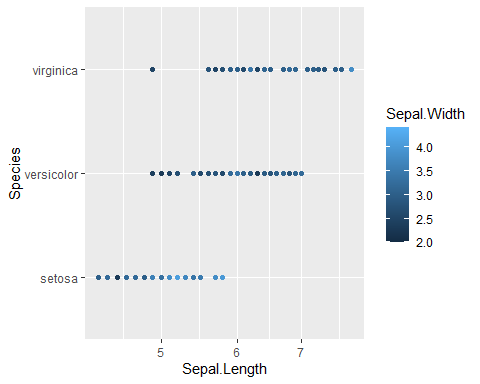 virginica
versicolor
setosa
Species
5
6
7
Sepal.Length
Sepal.Width
4.0
3.5
3.0
2.5
2.0